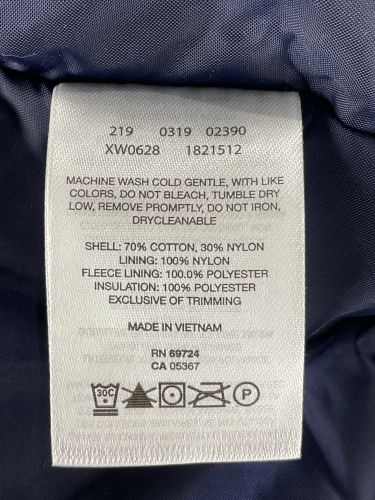 219 0319 02390
XW0628 1821512
MACHINE WASH COLD GENTLE, WITH LIKE
COLORS, DO NOT BLEACH, TUMBLE DRY
LOW, REMOVE PROMPTLY, DO NOT IRON,
DRYCLEANABLE
SHELL: 70% COTTON, 30% NYLON
LINING: 100% NYLON
FLEECE LINING: 100.0% POLYESTER
INSULATION: 100% POLYESTER
EXCLUSIVE OF TRIMMING
MADE IN VIETNAM
RN 69724
CA 05367
30C P